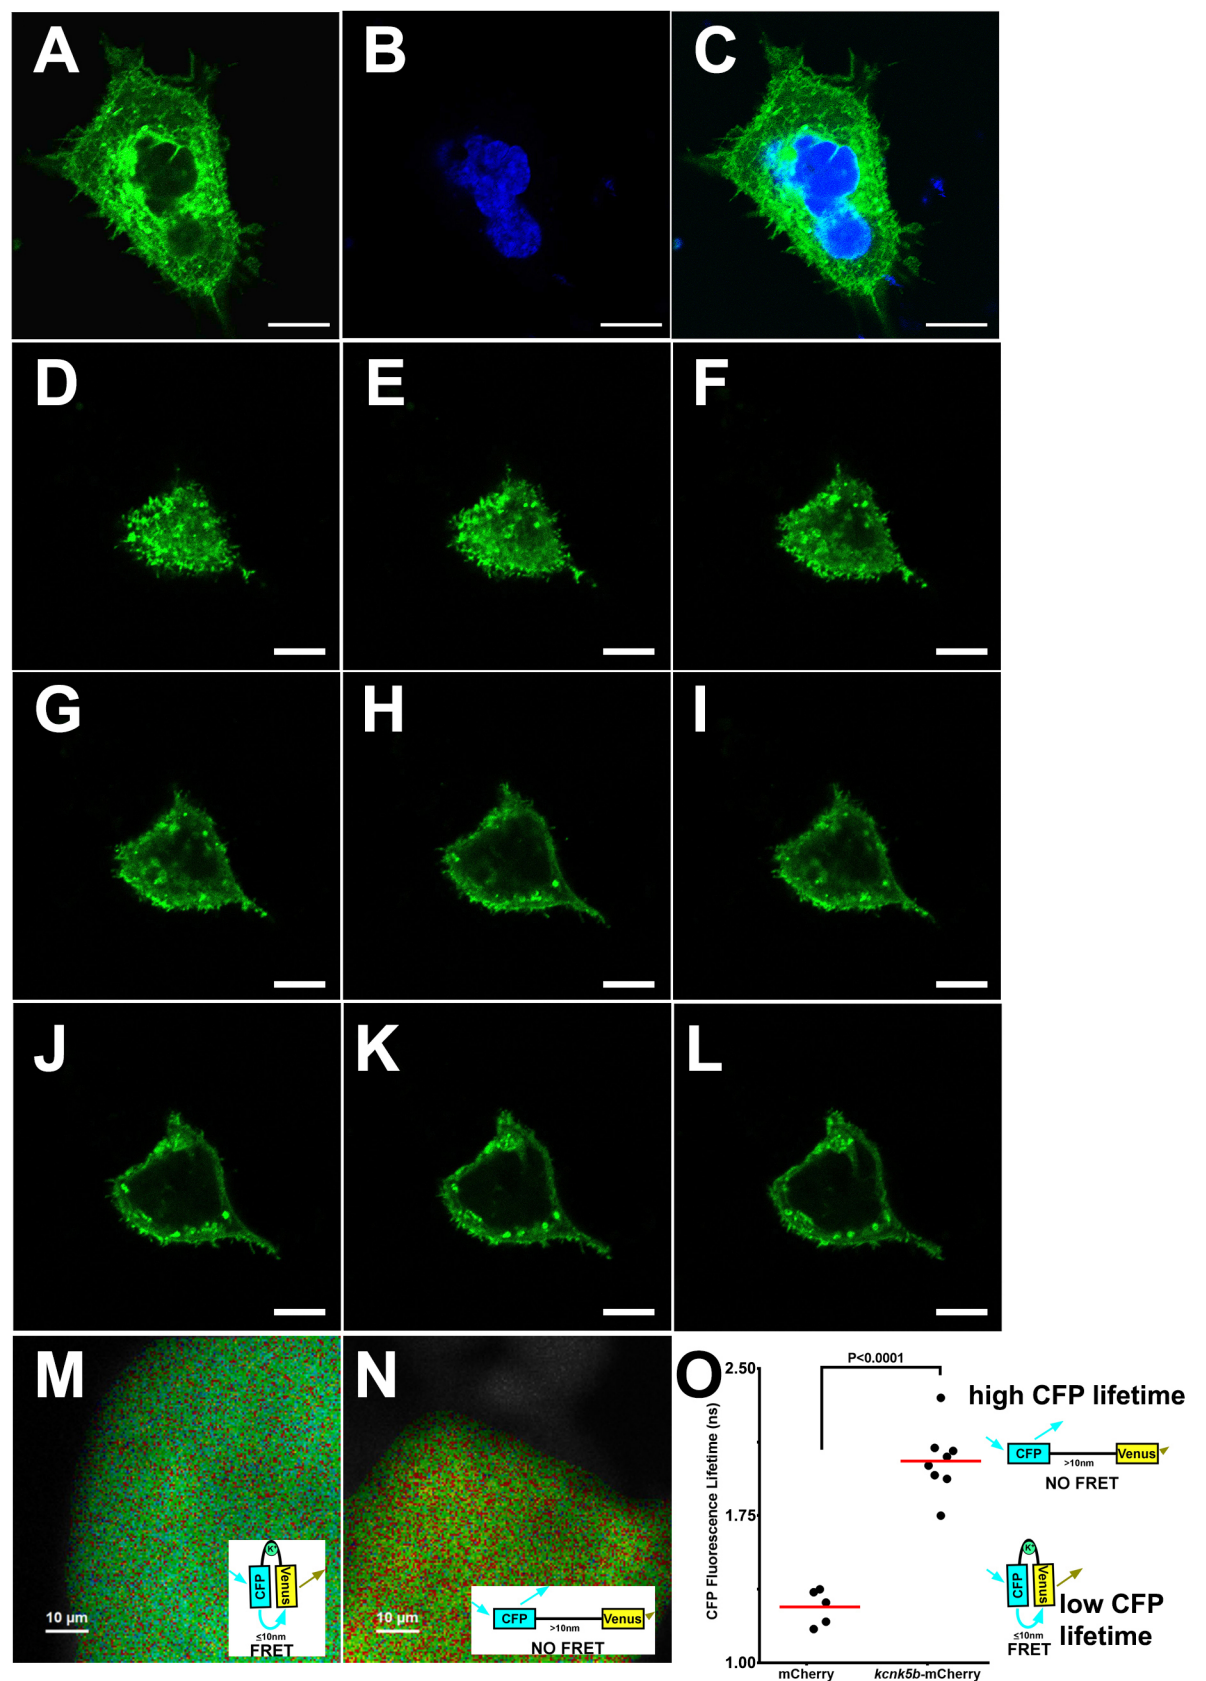 A
B
C
D
E
F
G
H
I
J
K
L
M
K+
CFP
Venus
≤10nm
FRET
10 µm
N
CFP
Venus
>10nm
NO FRET
10 µm
O
P<0.0001
2.50
1.75
1.00
CFP Fluorescence Lifetime (ns)
mCherry
kcnk5b-mCherry
high CFP lifetime
CFP
Venus
>10nm
NO FRET
K+
CFP
Venus
≤10nm
FRET
low CFP
lifetime